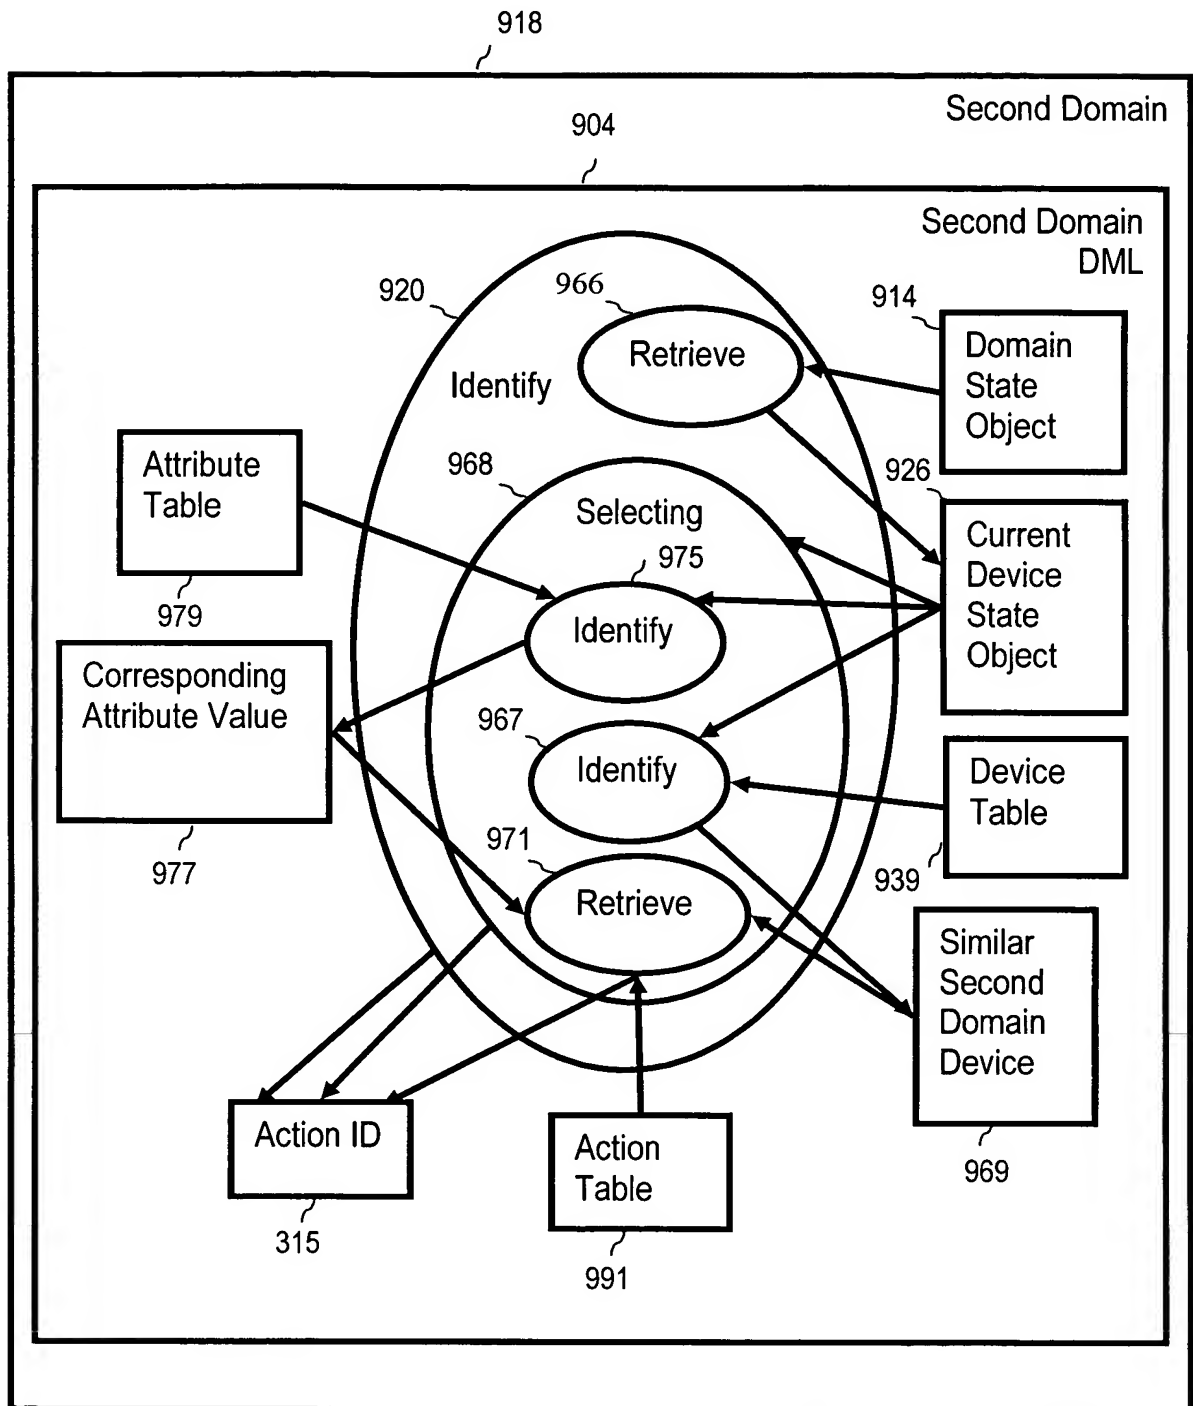 918
Second Domain
904
Second Domain
DML
920
966
914
Retrieve
Domain
State
Object
Identify
Attribute
Table
968
926
Selecting
Current
Device
State
Object
975
979
Identify
Corresponding
Attribute Value
967
Identify
Device
Table
971
977
939
Retrieve
Similar
Second
Domain
Device
Action ID
Action
Table
969
315
991